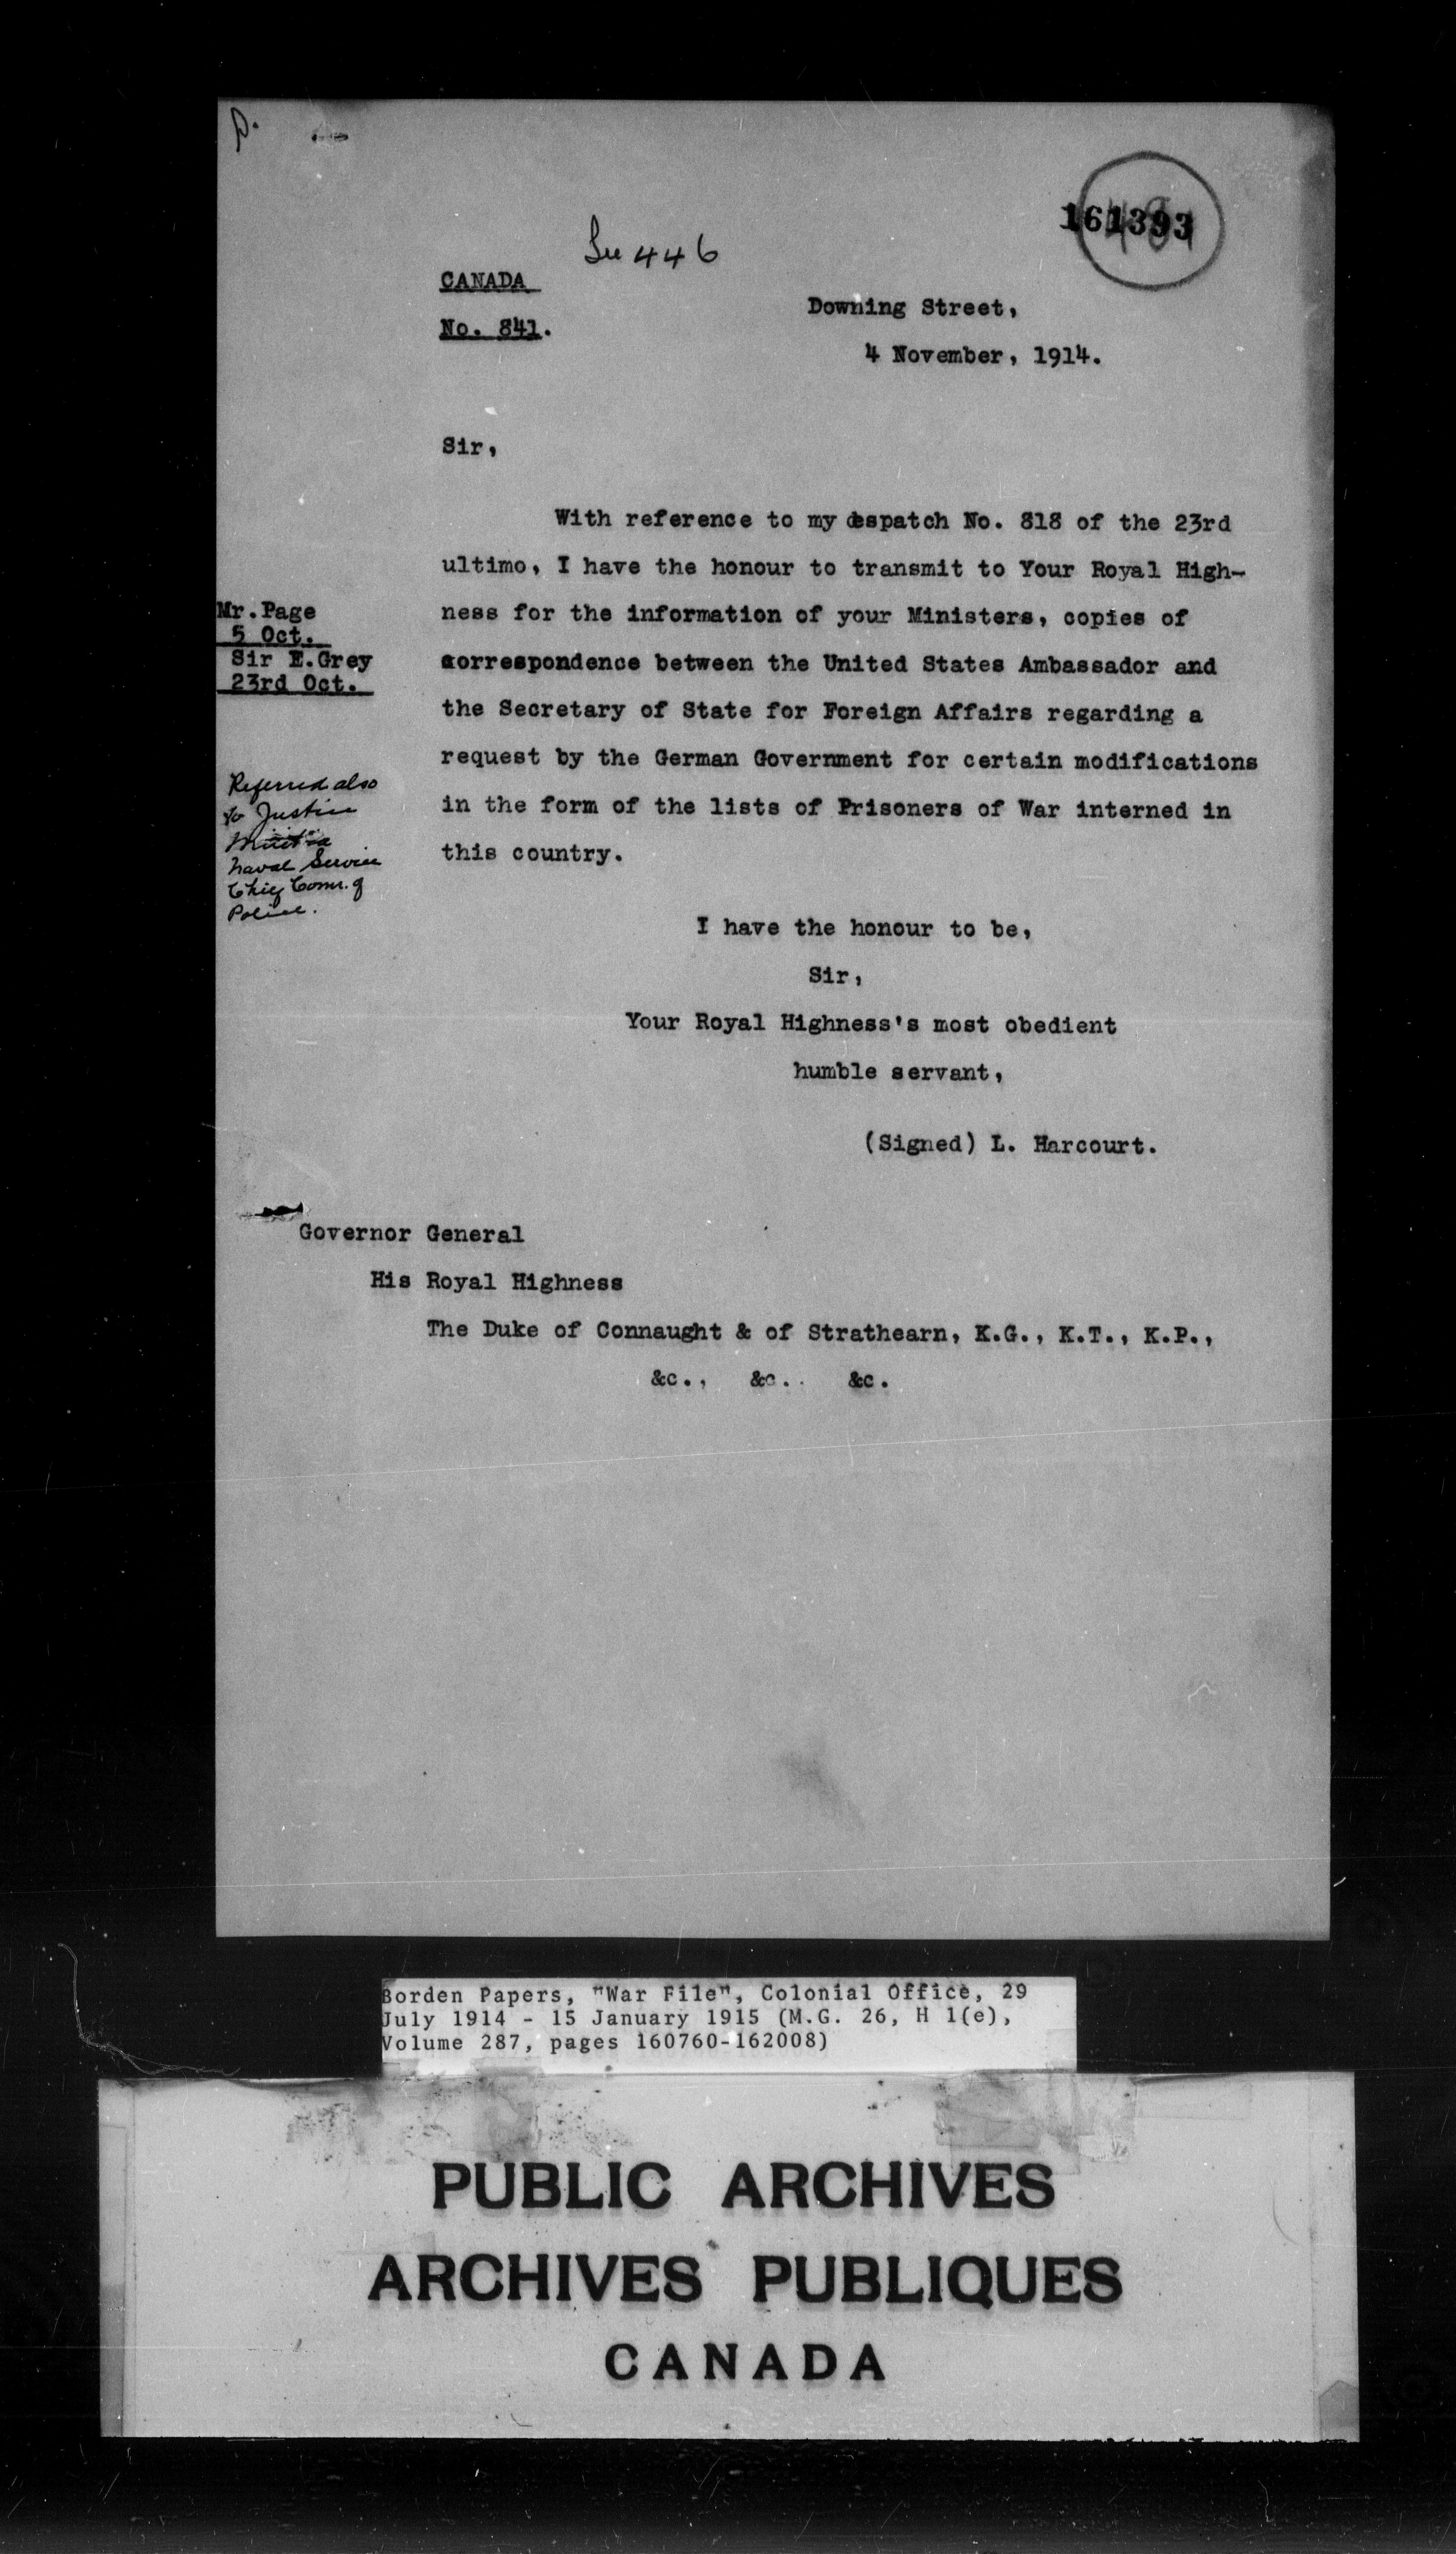 P.
161393
See 446
CANADA
No. 841.
Downing Street,
4 November, 1914.
Sir,
With reference to my despatch No. 818 of the 23rd
ultimo, I have the honour to transmit to Your Royal High-
ness for the information of your Ministers, copies of
correspondence between the United States Ambassador and
the Secretary of State for Foreign Affairs regarding a
request by the German Government for certain modifications
in the form of the lists of Prisoners of War interned in
this country.
Mr. Page
5 Oct.
Sir E. Grey
23rd Oct.
Referred also
to Justice
Militia
Naval Service
Chief Comr. of
Police.
I have the honour to be,
Sir,
Your Royal Highness's most obedient
humble servant,
(Signed) L. Harcourt.
Governor General
His Royal Highness
The Duke of Connaught & of Strathearn, K.G., K.T., K.P.,
&c., &c. &c.
Borden Papers, "War File", Colonial Office, 29
July 1914 - 15 January 1915 (M.G. 26, H 1(e),
Volume 287, pages 160760-162008)
PUBLIC ARCHIVES
ARCHIVES PUBLIQUES
CANADA